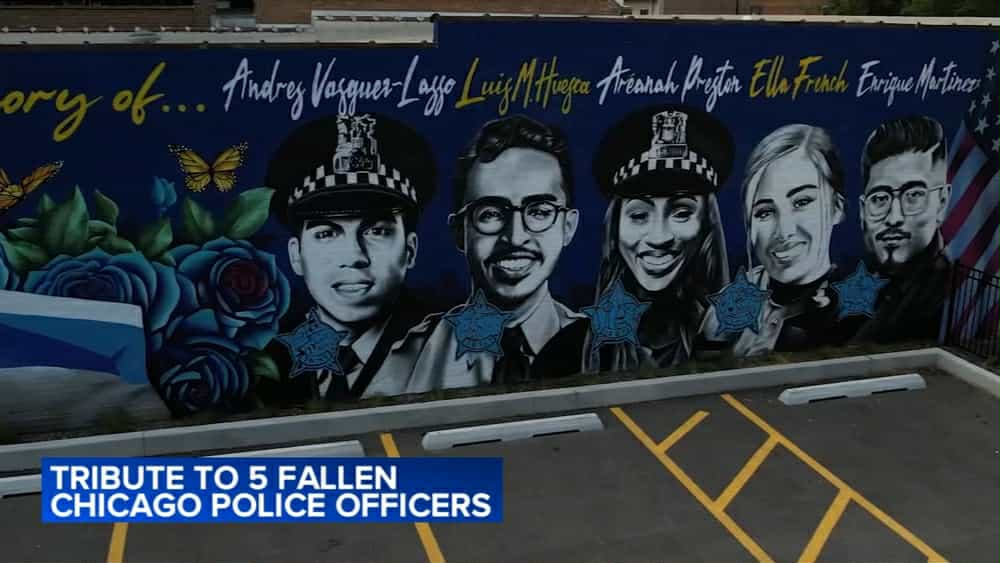 ory of... Andres Vasquez-Lasso Luis M. Huesca Aréanah Preston Ella French Enrique Martinez
TRIBUTE TO 5 FALLEN
CHICAGO POLICE OFFICERS